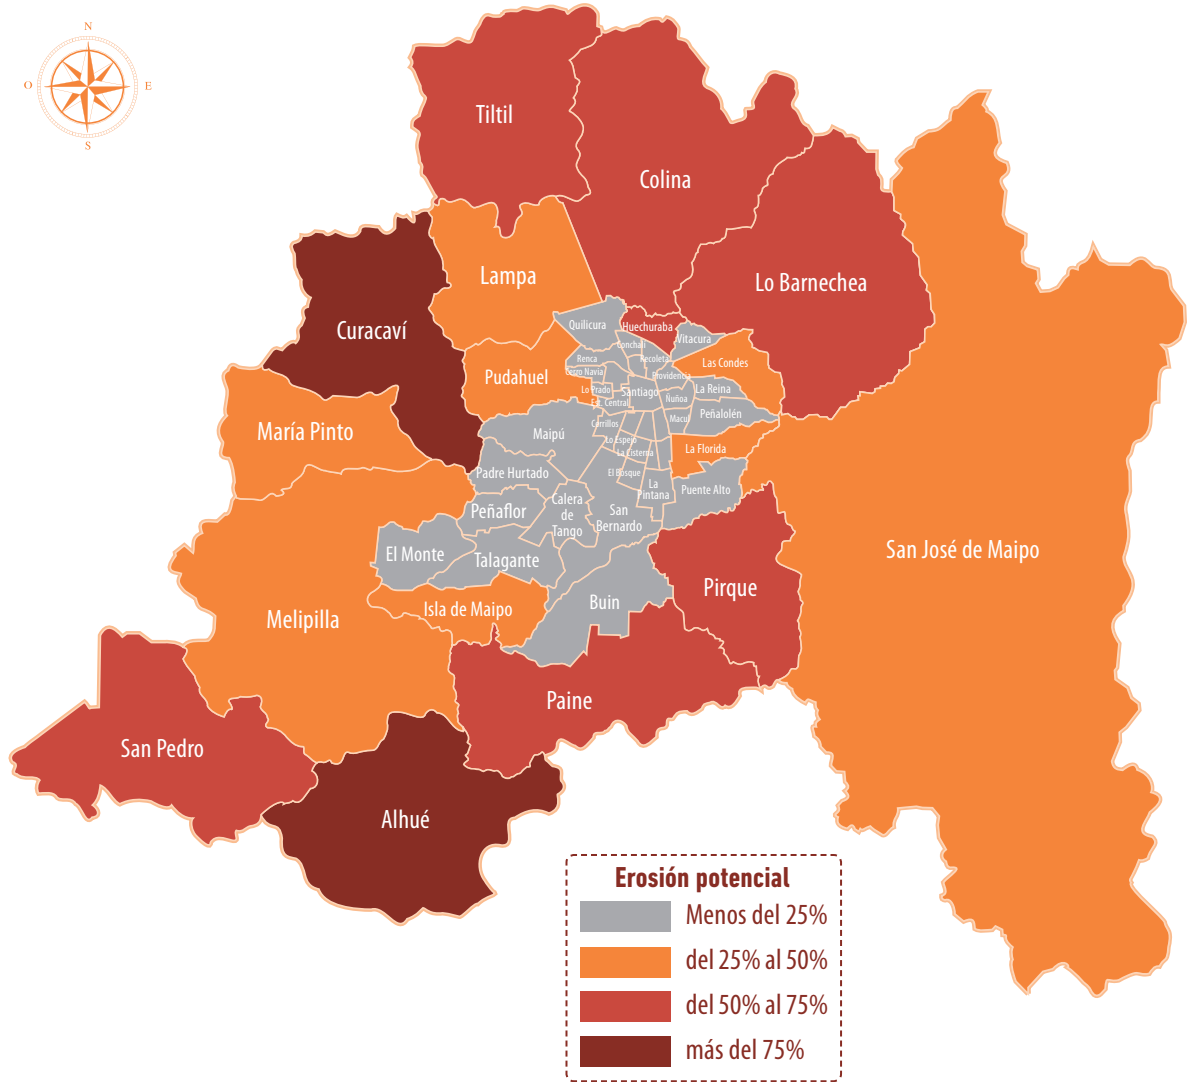 N
O
E
S
Tiltil
Colina
Lampa
Lo Barnechea
Curacaví
Quilicura
Huechuraba
Vitacura
Conchalí
Renca
Recoleta
Las Condes
Cerro Navia
Providencia
Pudahuel
Lo Prado
Santiago
La Reina
Est. Central
Ñuñoa
Peñalolén
Macul
Cerrillos
María Pinto
Maipú
Lo Espejo
La Cisterna
La Florida
Padre Hurtado
El Bosque
La
Pintana
Puente Alto
Peñaflor
Calera
de
Tango
San
Bernardo
El Monte
Talagante
San José de Maipo
Pirque
Isla de Maipo
Buin
Melipilla
Paine
San Pedro
Alhué
Erosión potencial
Menos del 25%
del 25% al 50%
del 50% al 75%
más del 75%